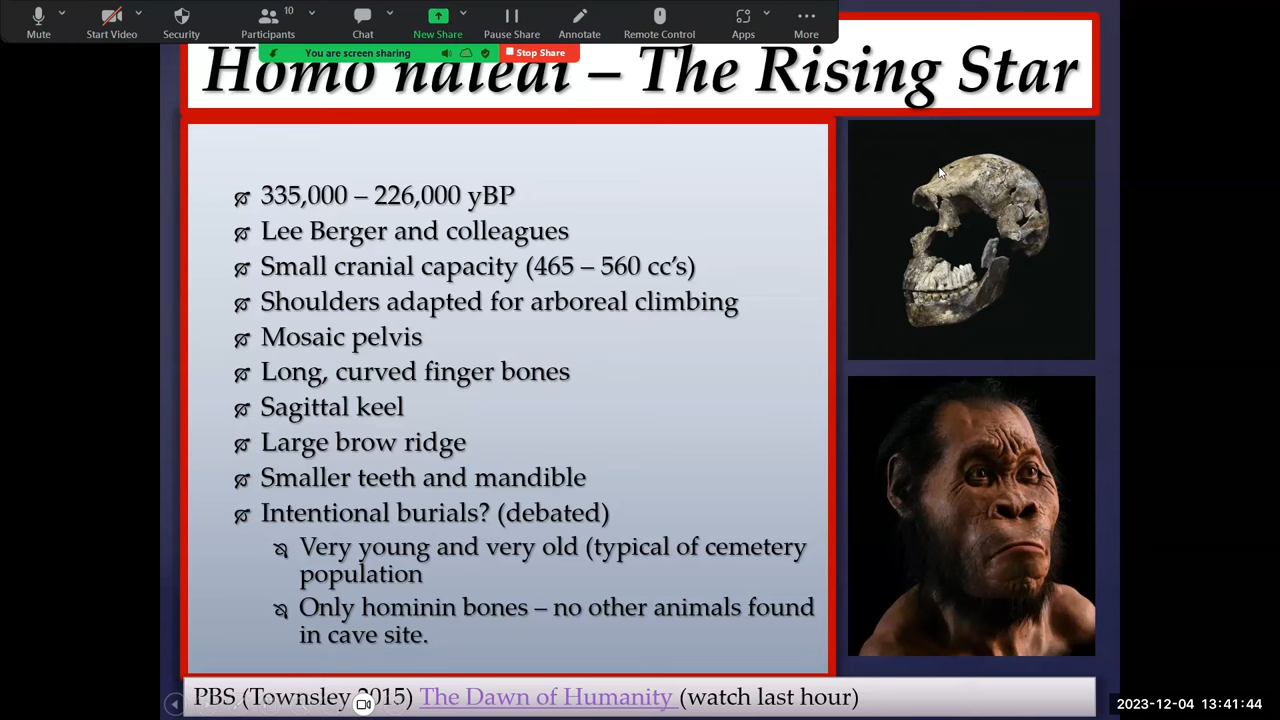 Mute
Start Video
Security
Participants
10
Chat
New Share
Pause Share
Annotate
Remote Control
Apps
More
You are screen sharing
Stop Share
Homo naledi – The Rising Star
335,000 – 226,000 yBP
Lee Berger and colleagues
Small cranial capacity (465 – 560 cc’s)
Shoulders adapted for arboreal climbing
Mosaic pelvis
Long, curved finger bones
Sagittal keel
Large brow ridge
Smaller teeth and mandible
Intentional burials? (debated)
Very young and very old (typical of cemetery
population
Only hominin bones – no other animals found
in cave site.
PBS (Townsley 2015) The Dawn of Humanity (watch last hour)
2023-12-04 13:41:44